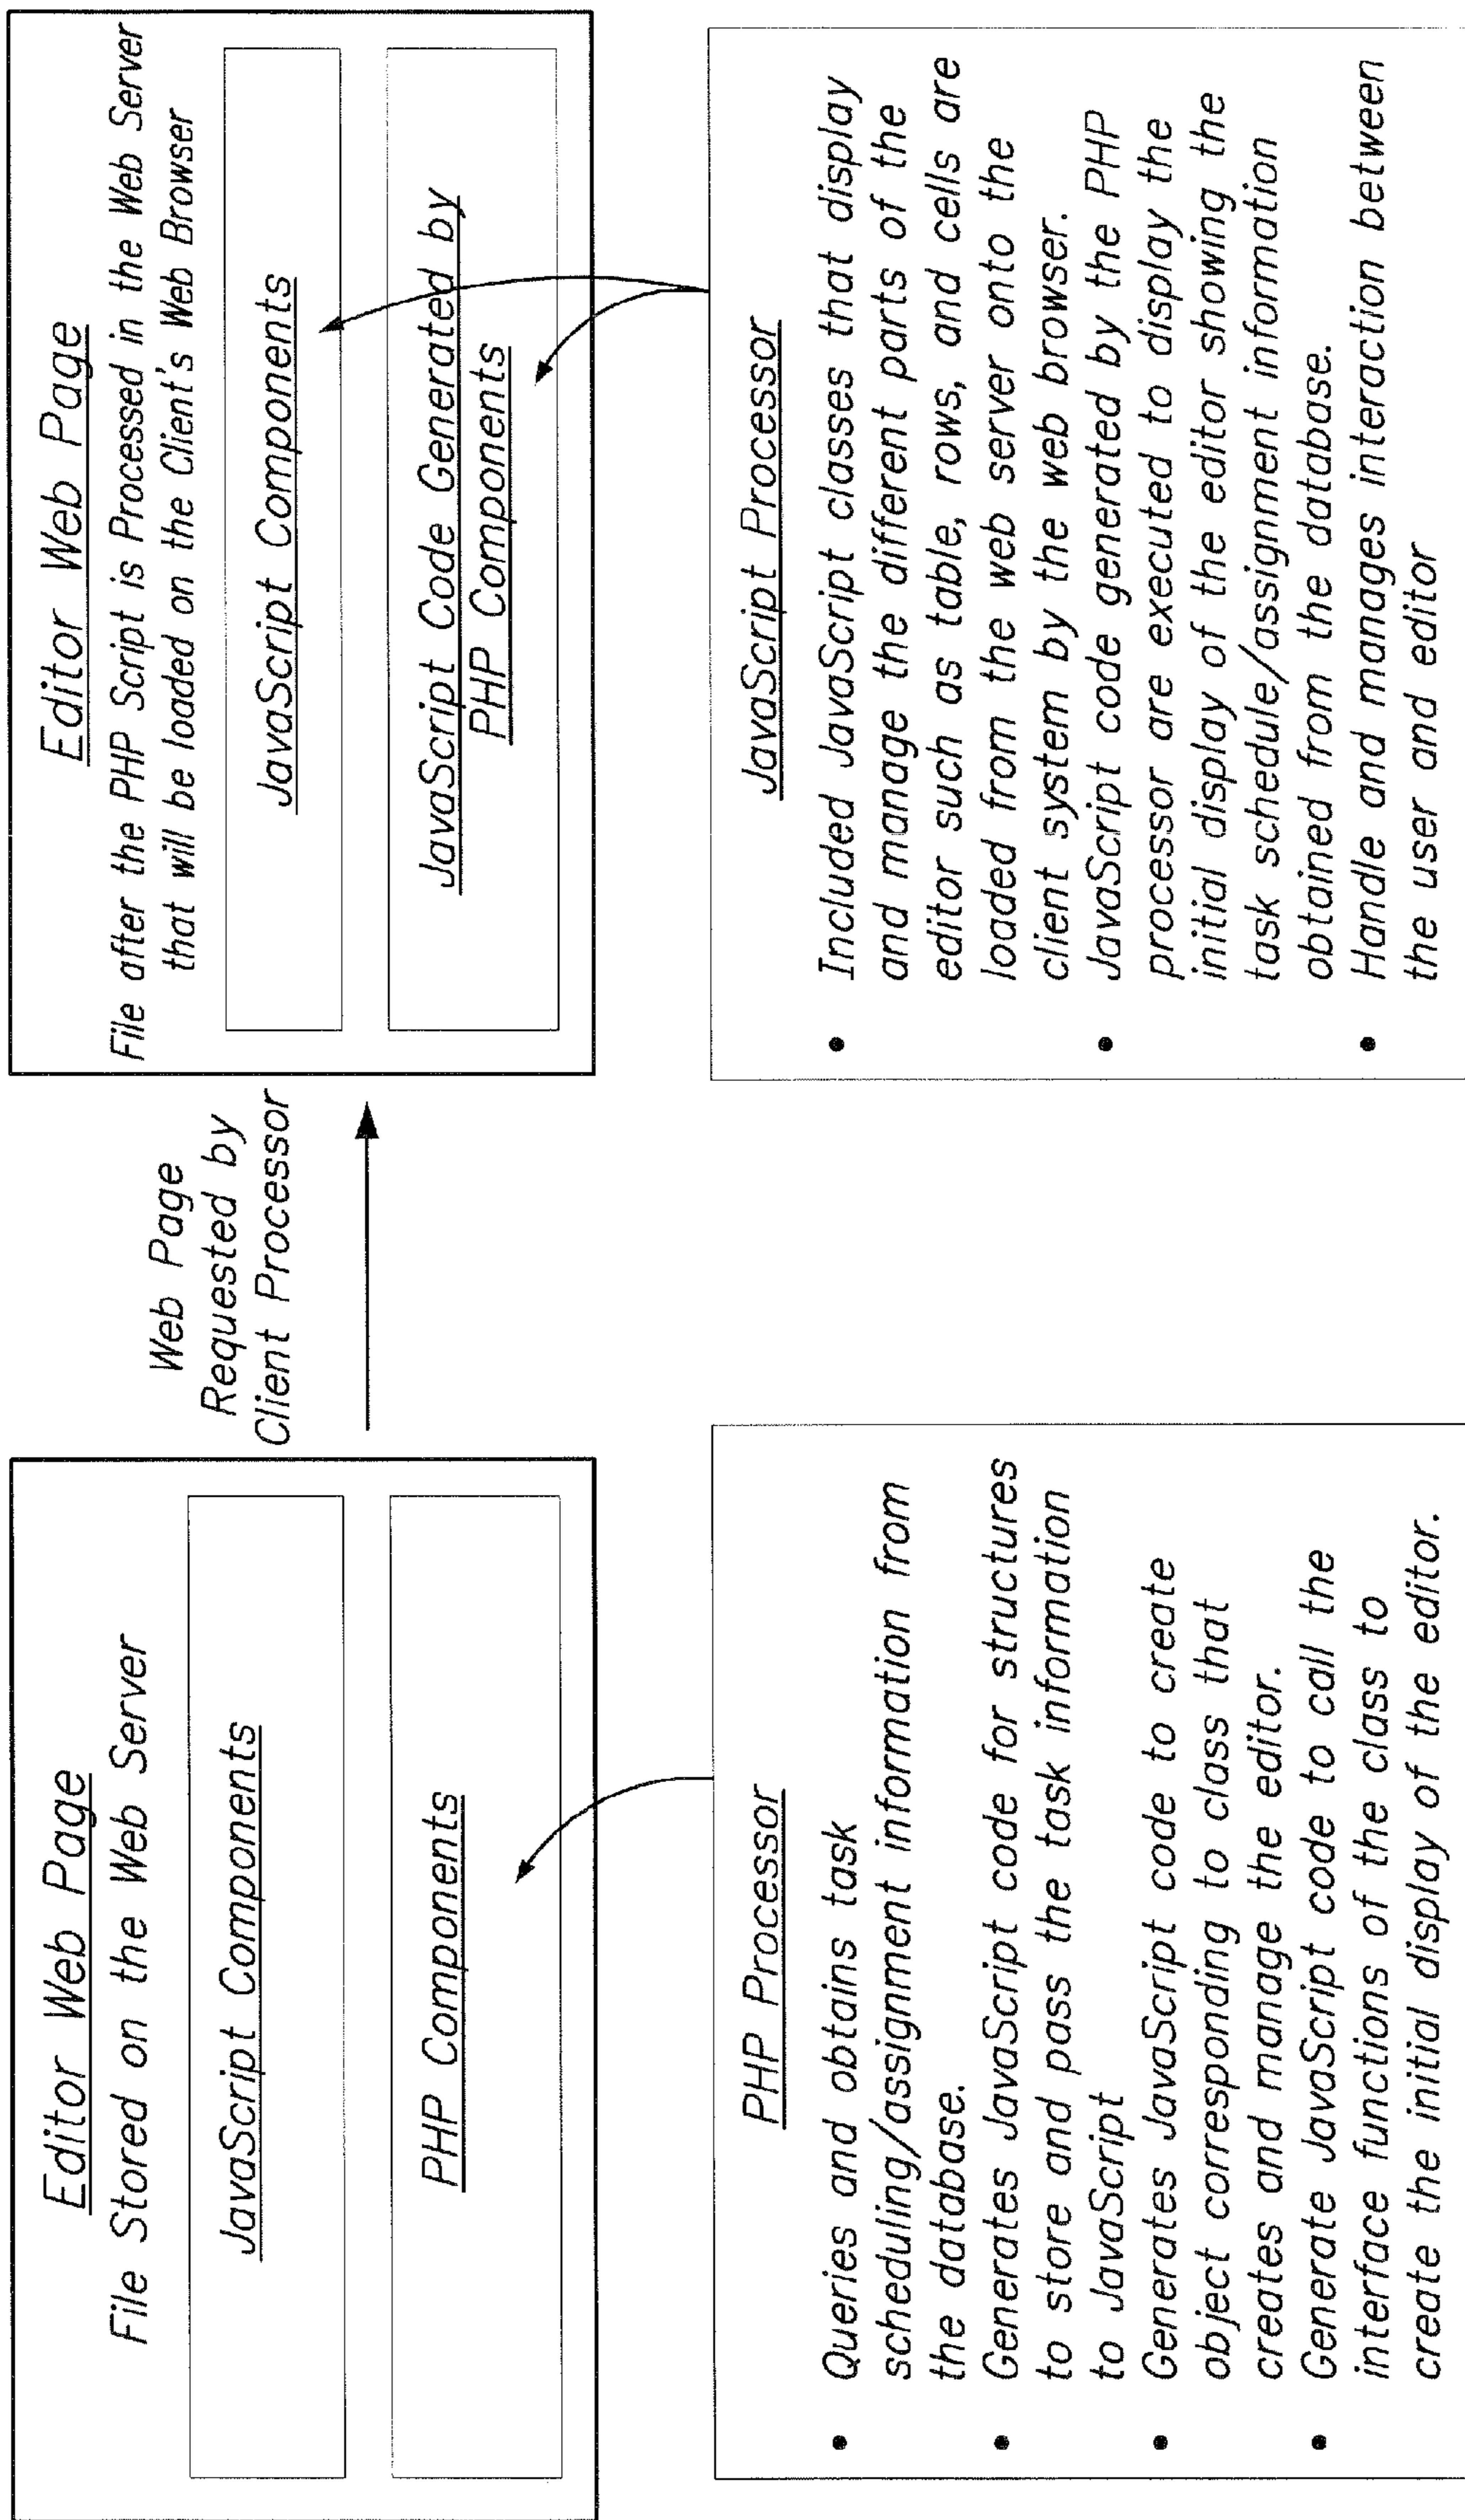 Editor Web Page
File Stored on the Web Server
JavaScript Components
PHP Components
Web Page
Requested by
Client Processor
Editor Web Page
File after the PHP Script is Processed in the Web Server
that will be loaded on the Client's Web Browser
JavaScript Components
JavaScript Code Generated by
PHP Components
PHP Processor
• Queries and obtains task
scheduling/assignment information from
the database.
• Generates JavaScript code for structures
to store and pass the task information
to JavaScript
• Generates JavaScript code to create
object corresponding to class that
creates and manage the editor.
• Generate JavaScript code to call the
interface functions of the class to
create the initial display of the editor.
JavaScript Processor
• Included JavaScript classes that display
and manage the different parts of the
editor such as table, rows, and cells are
loaded from the web server onto the
client system by the web browser.
• JavaScript code generated by the PHP
processor are executed to display the
initial display of the editor showing the
task schedule/assignment information
obtained from the database.
• Handle and manages interaction between
the user and editor